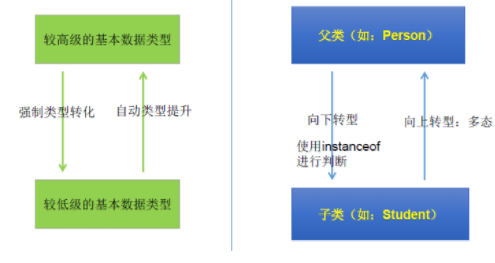 较高级的基本数据类型
强制类型转化
自动类型提升
较低级的基本数据类型
父类（如：Person）
向下转型
使用instanceof
进行判断
向上转型：多态
子类（如：Student）